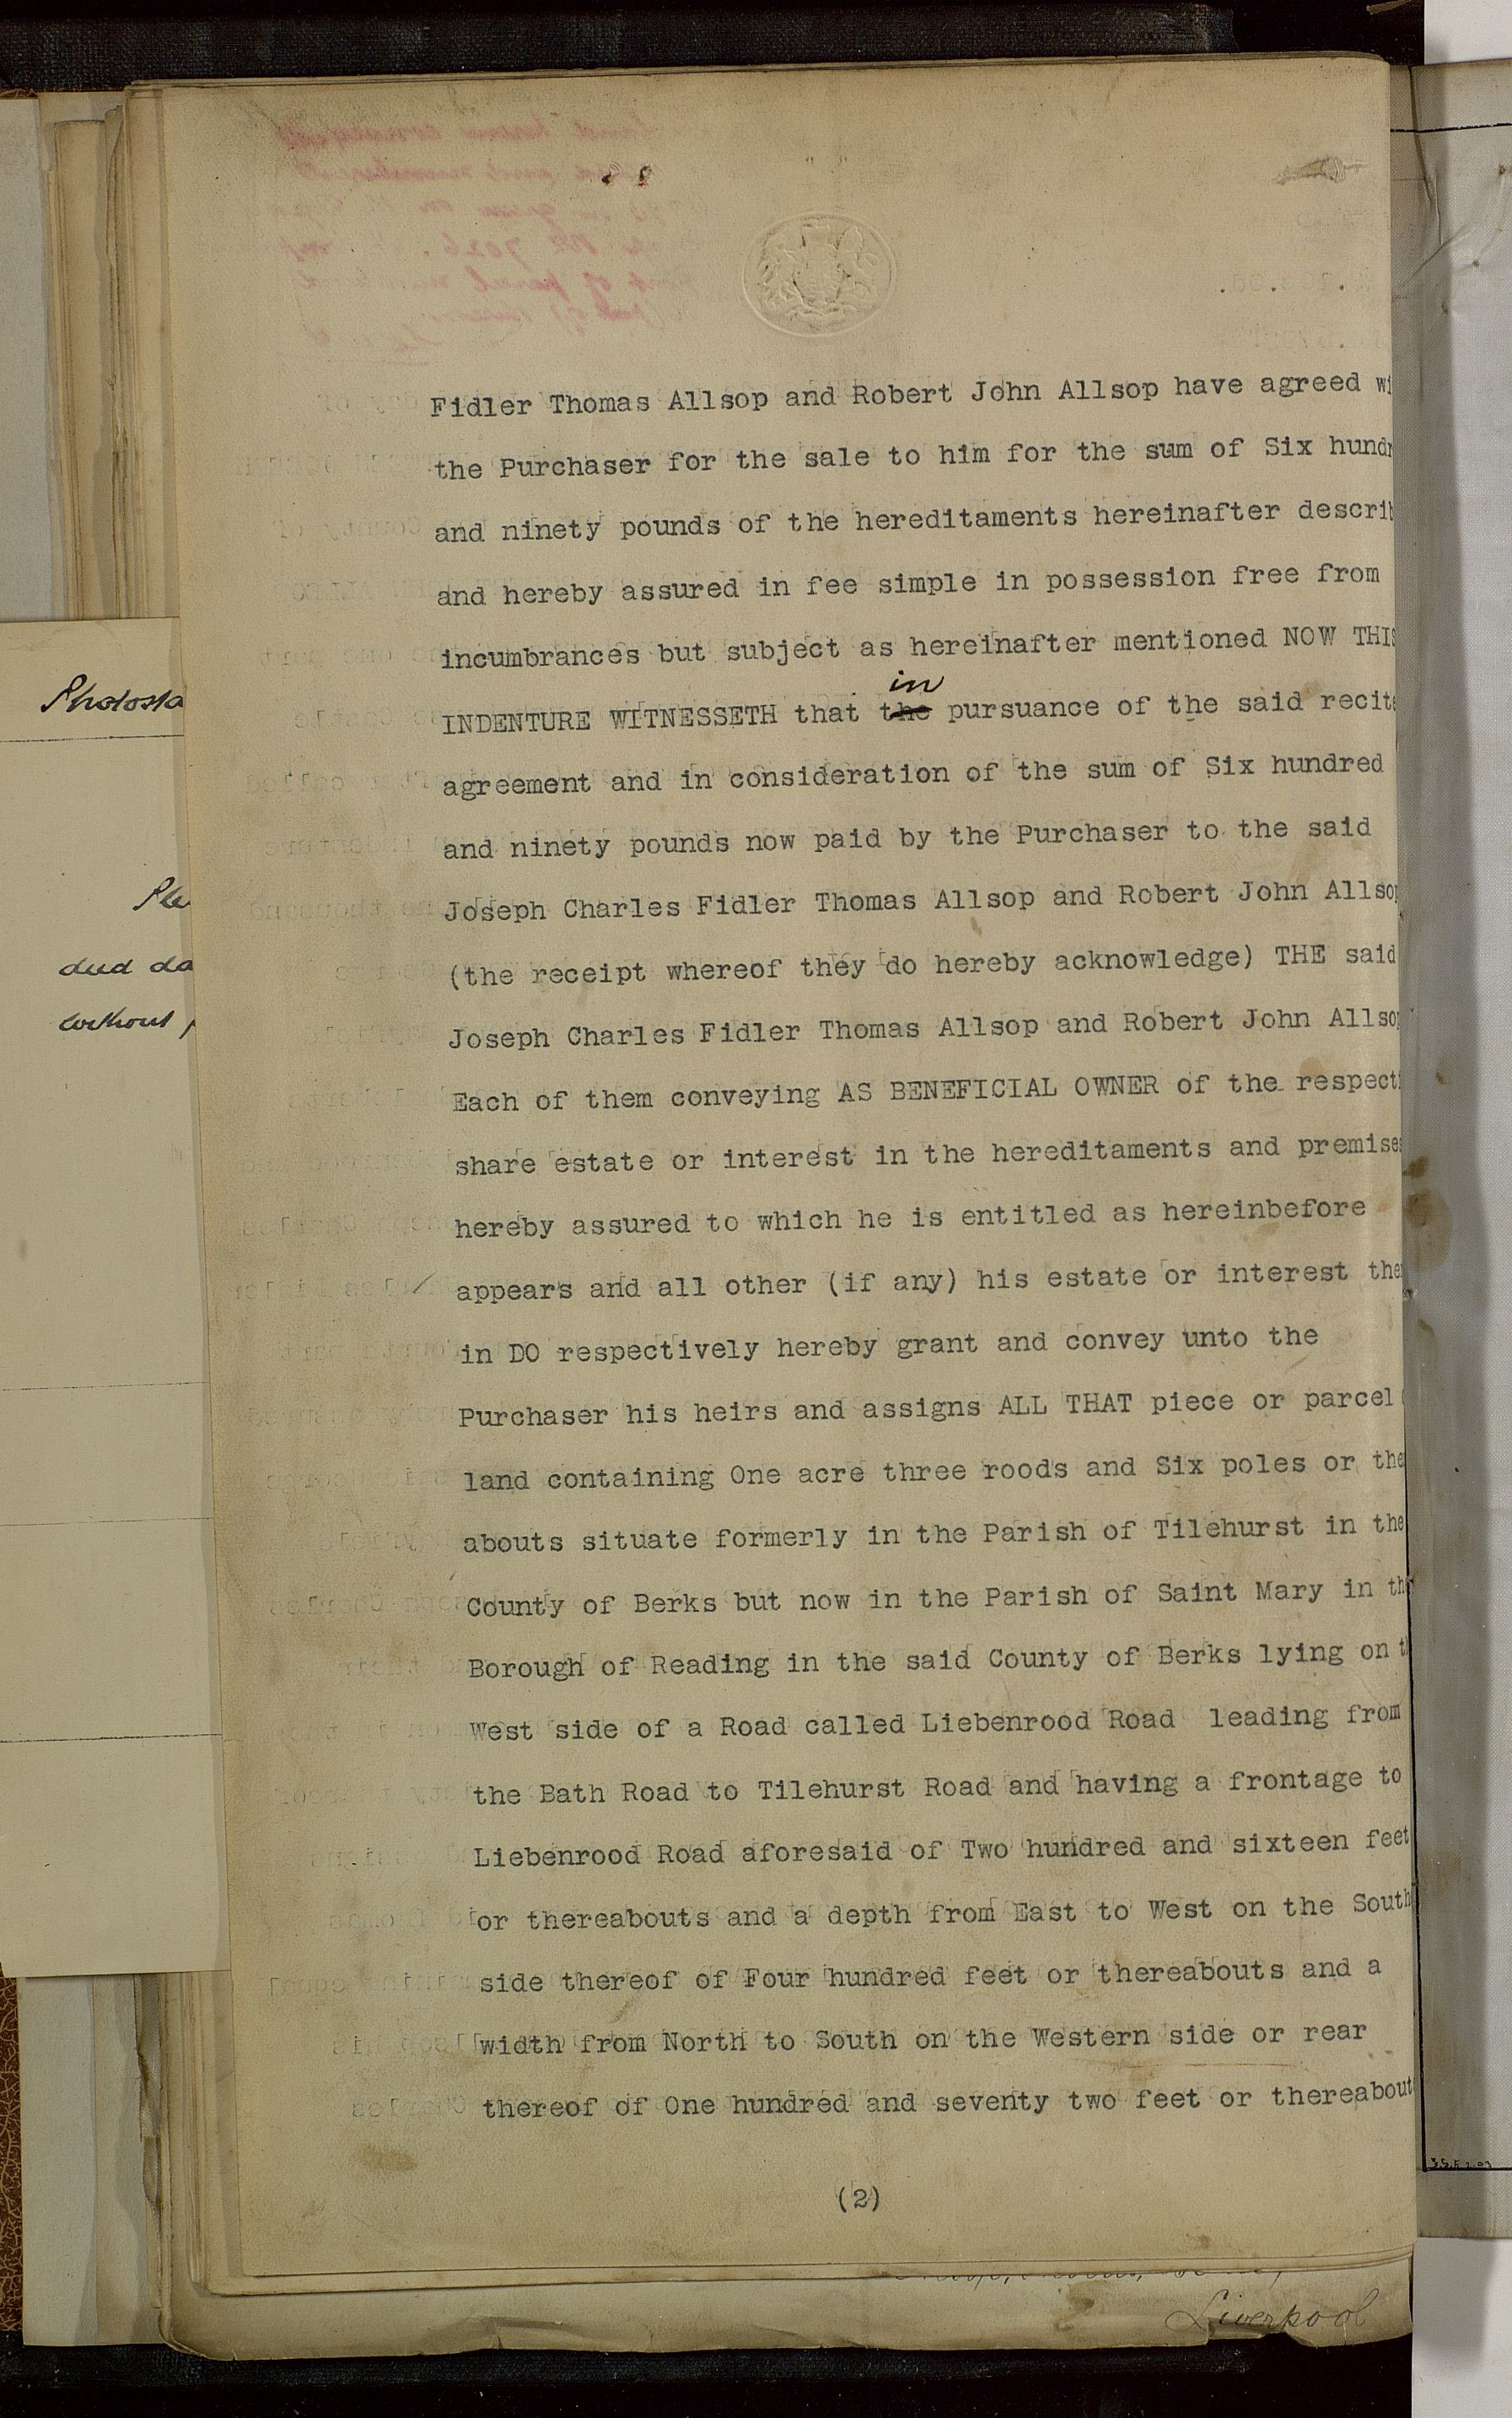 Fidler Thomas Allsop and Robert John Allsop have agreed wi
the Purchaser for the sale to him for the sum of Six hundr
and ninety pounds of the hereditaments hereinafter describ
and hereby assured in fee simple in possession free from
incumbrances but subject as hereinafter mentioned NOW THIS
in
INDENTURE WITNESSETH that the pursuance of the said recite
agreement and in consideration of the sum of Six hundred
and ninety pounds now paid by the Purchaser to the said
Joseph Charles Fidler Thomas Allsop and Robert John Allsop
(the receipt whereof they do hereby acknowledge) THE said
Joseph Charles Fidler Thomas Allsop and Robert John Allsop
Each of them conveying AS BENEFICIAL OWNER of the respecti
share estate or interest in the hereditaments and premises
hereby assured to which he is entitled as hereinbefore
appears and all other (if any) his estate or interest the
in DO respectively hereby grant and convey unto the
Purchaser his heirs and assigns ALL THAT piece or parcel
land containing One acre three roods and Six poles or the
abouts situate formerly in the Parish of Tilehurst in the
County of Berks but now in the Parish of Saint Mary in th
Borough of Reading in the said County of Berks lying on t
West side of a Road called Liebenrood Road leading from
the Bath Road to Tilehurst Road and having a frontage to
Liebenrood Road aforesaid of Two hundred and sixteen feet
or thereabouts and a depth from East to West on the South
side thereof of Four hundred feet or thereabouts and a
width from North to South on the Western side or rear
thereof of One hundred and seventy two feet or thereabout
(2)
Photosta
ded da
without
Liverpool